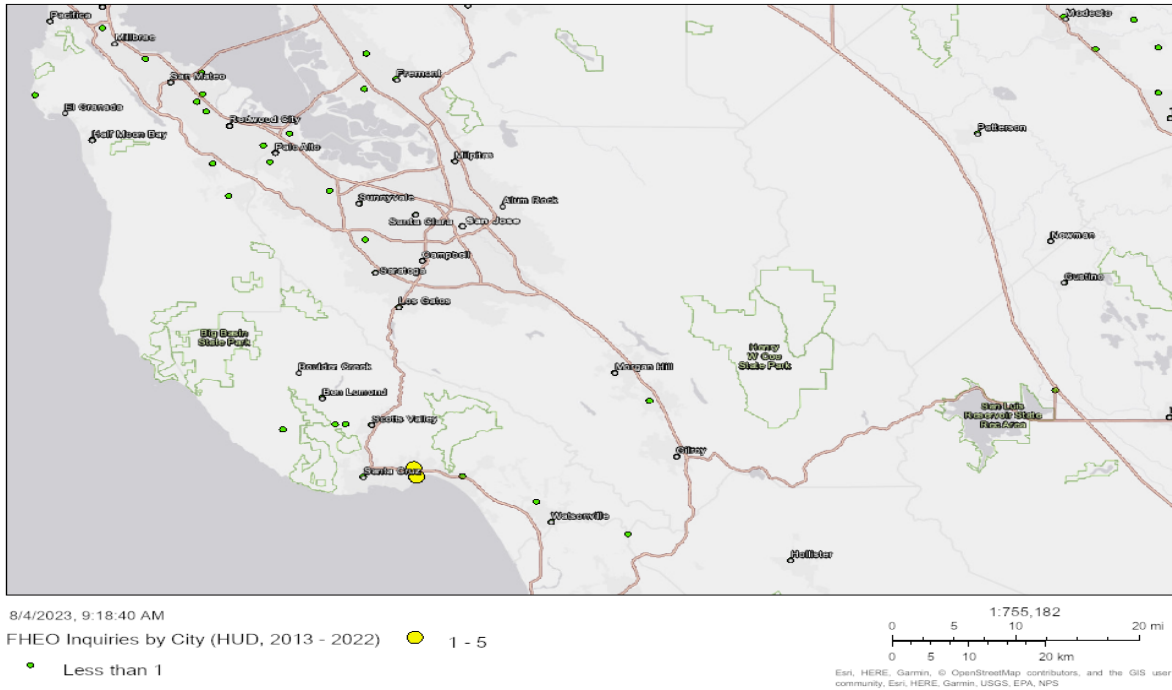 Pacifica
Millbrae
San Mateo
Fremont
Modesto
El Granada
Half Moon Bay
Redwood City
Palo Alto
Milpitas
Patterson
Sunnyvale
Alum Rock
Santa Clara
San Jose
Newman
Campbell
Saratoga
Gustine
Los Gatos
Big Basin
State Park
Henry
W Coe
State Park
Boulder Creek
Morgan Hill
Ben Lomond
Scotts Valley
San Luis
Reservoir State
Rec Area
Gilroy
Santa Cruz
Watsonville
Hollister
8/4/2023, 9:18:40 AM
FHEO Inquiries by City (HUD, 2013 - 2022)
1 - 5
Less than 1
1:755,182
0 5 10 20 mi
0 5 10 20 km
Esri, HERE, Garmin, © OpenStreetMap contributors, and the GIS user
community, Esri, HERE, Garmin, USGS, EPA, NPS